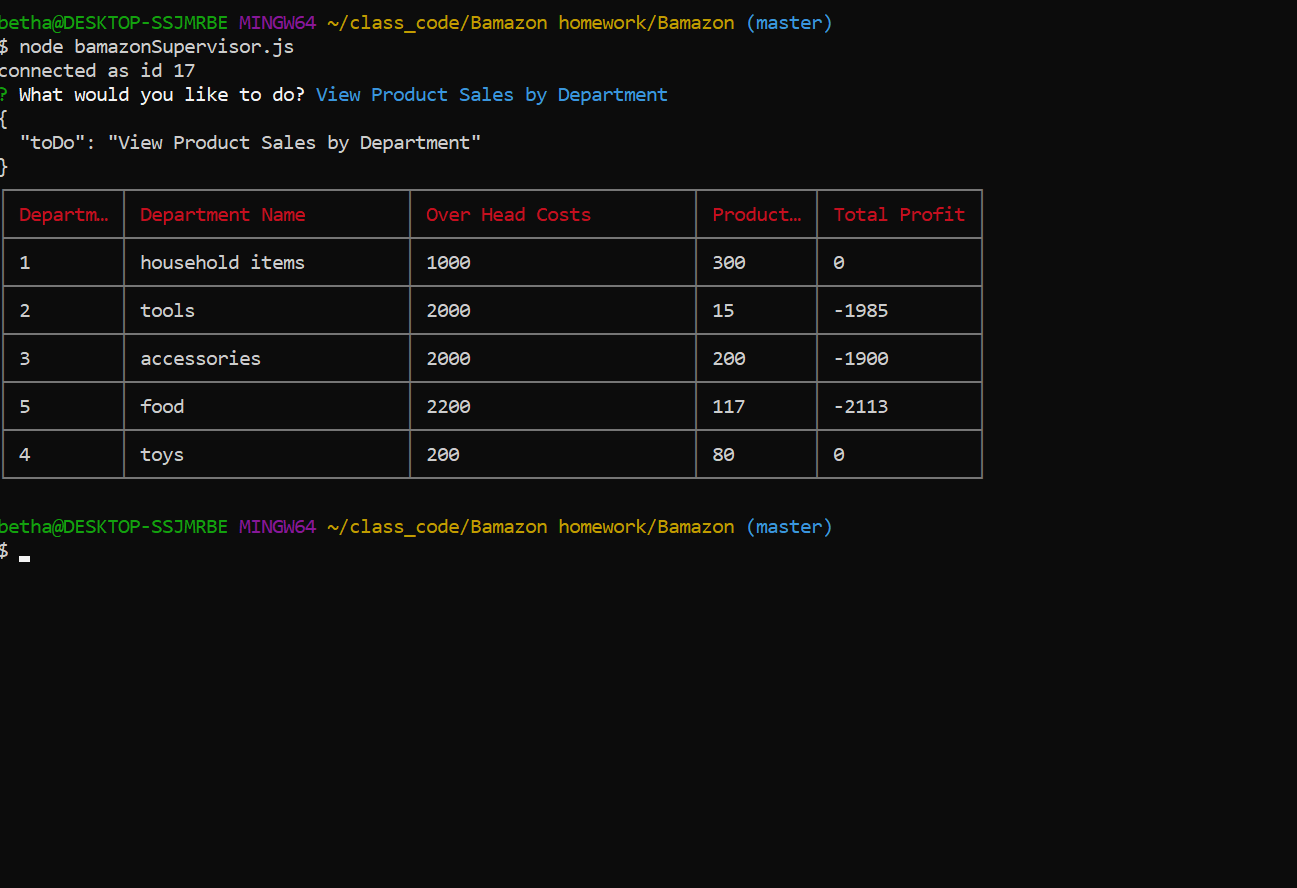 betha@DESKTOP-SSJMRBE MINGW64 ~/class_code/Bamazon homework/Bamazon (master)
$ node bamazonSupervisor.js
connected as id 17
? What would you like to do? View Product Sales by Department
{
  "toDo": "View Product Sales by Department"
}
Departm… Department Name Over Head Costs Product… Total Profit
1 household items 1000 300 0
2 tools 2000 15 -1985
3 accessories 2000 200 -1900
5 food 2200 117 -2113
4 toys 200 80 0
betha@DESKTOP-SSJMRBE MINGW64 ~/class_code/Bamazon homework/Bamazon (master)
$